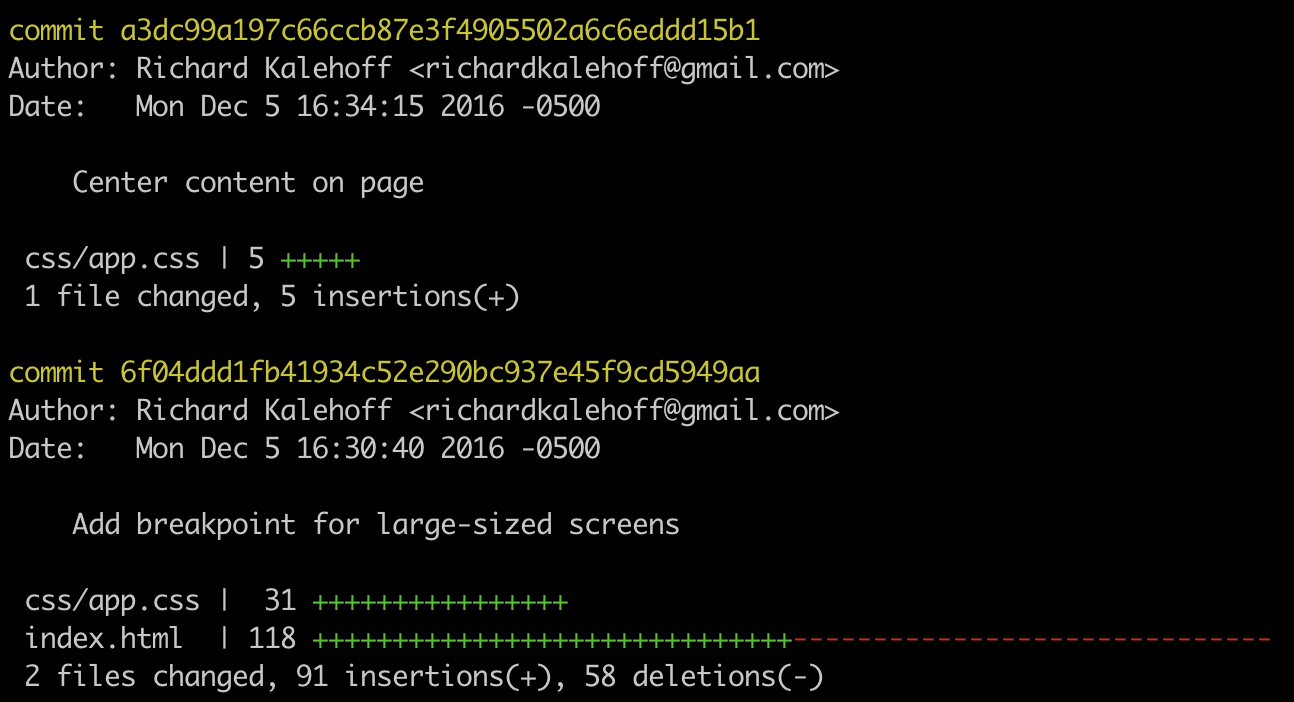 commit a3dc99a197c66ccb87e3f4905502a6c6eddd15b1
Author: Richard Kalehoff <richardkalehoff@gmail.com>
Date:   Mon Dec 5 16:34:15 2016 -0500
    Center content on page
 css/app.css | 5 +++++
 1 file changed, 5 insertions(+)
commit 6f04ddd1fb41934c52e290bc937e45f9cd5949aa
Author: Richard Kalehoff <richardkalehoff@gmail.com>
Date:   Mon Dec 5 16:30:40 2016 -0500
    Add breakpoint for large-sized screens
 css/app.css |  31 ++++++++++++++++
 index.html  | 118 ++++++++++++++++++++++++++++++------------------------------
 2 files changed, 91 insertions(+), 58 deletions(-)